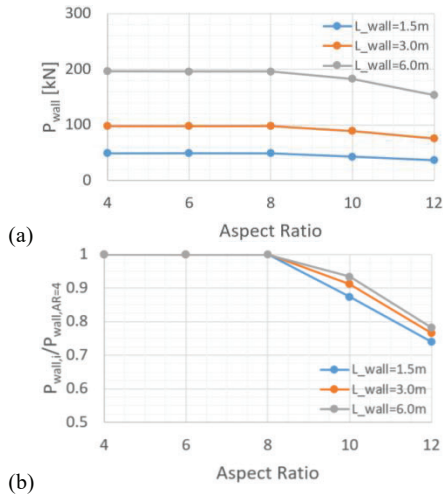 L_wall=1.5m
L_wall=3.0m
L_wall=6.0m
P_wall [kN]
300
200
100
0
4 6 8 10 12
Aspect Ratio
(a)
L_wall=1.5m
L_wall=3.0m
L_wall=6.0m
P_wall,i/P_wall,AR=4
1
0.9
0.8
0.7
0.6
0.5
4 6 8 10 12
Aspect Ratio
(b)